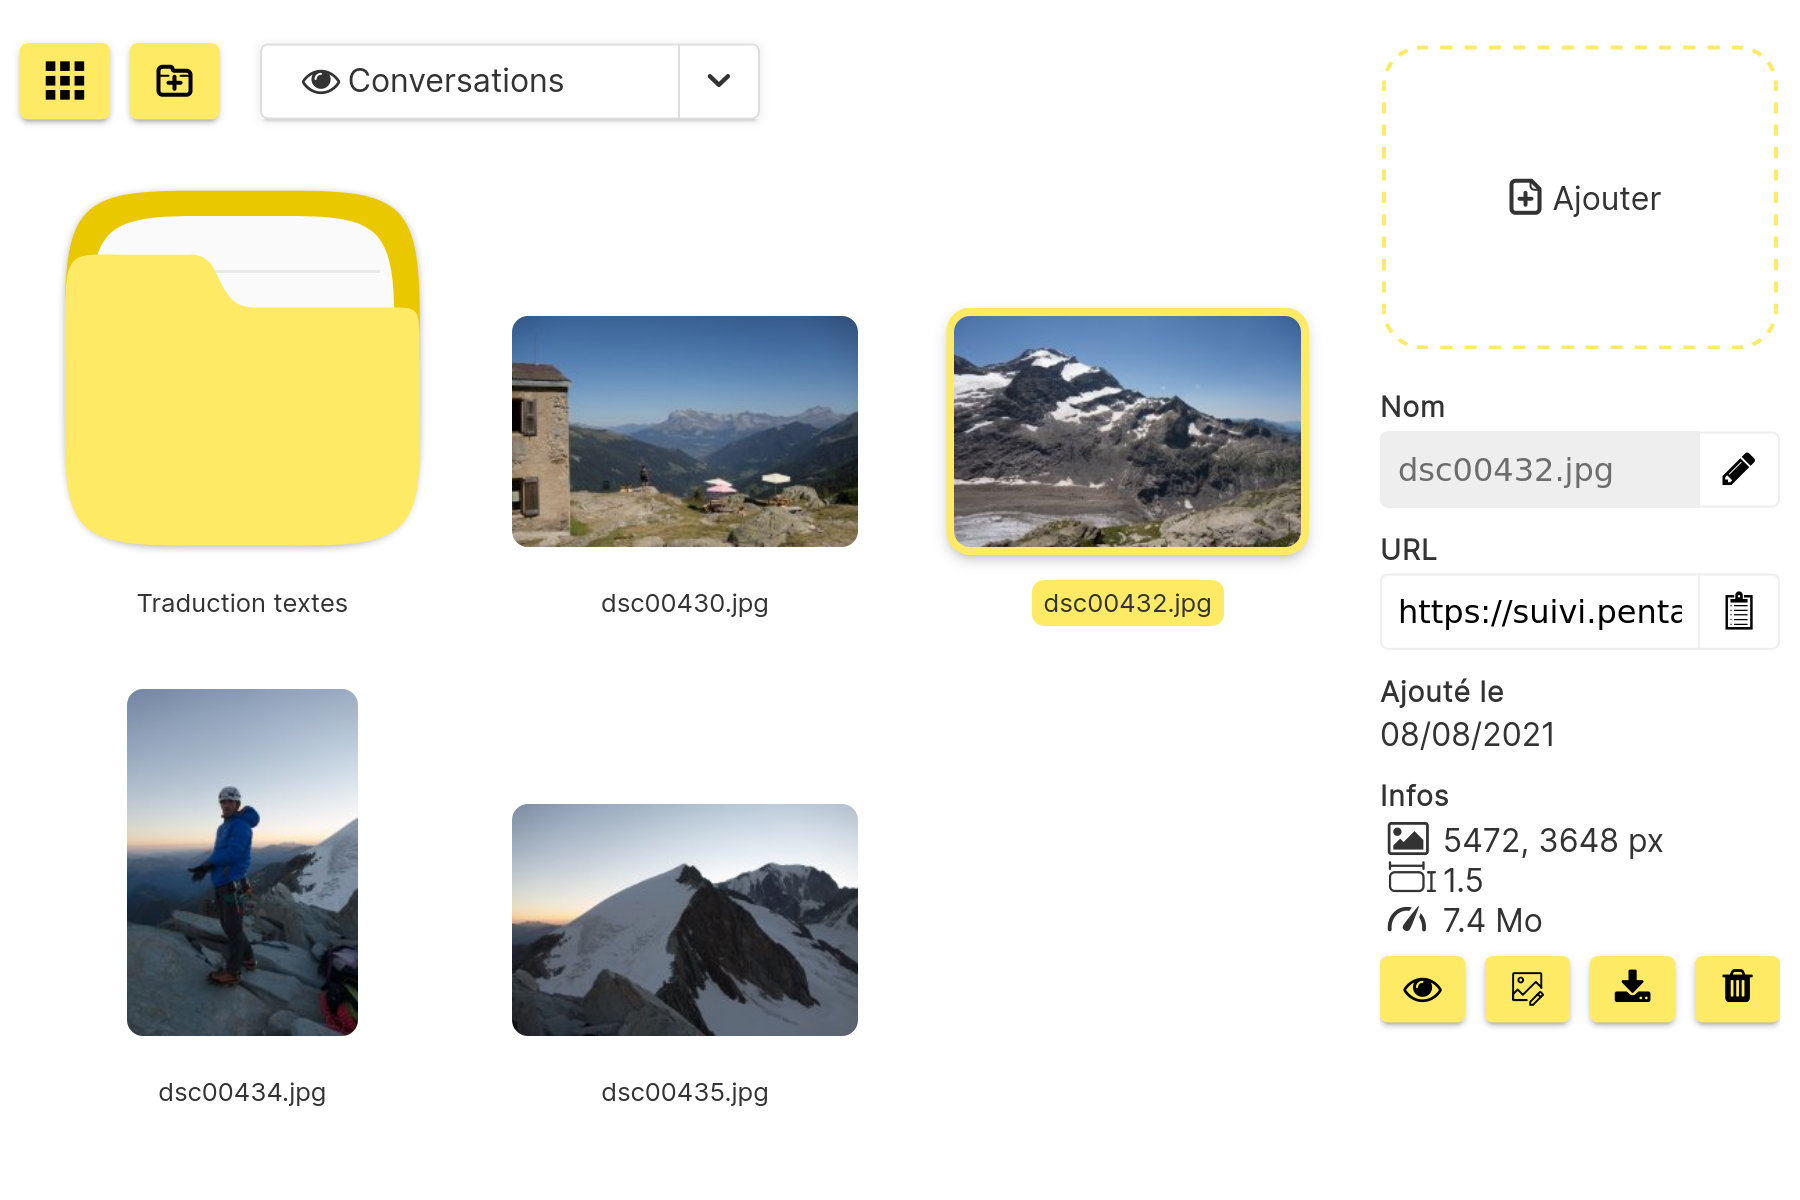 Conversations
Ajouter
Traduction textes
dsc00430.jpg
dsc00432.jpg
dsc00434.jpg
dsc00435.jpg
Nom
dsc00432.jpg
URL
https://suivi.penta
Ajouté le
08/08/2021
Infos
5472, 3648 px
1.5
7.4 Mo